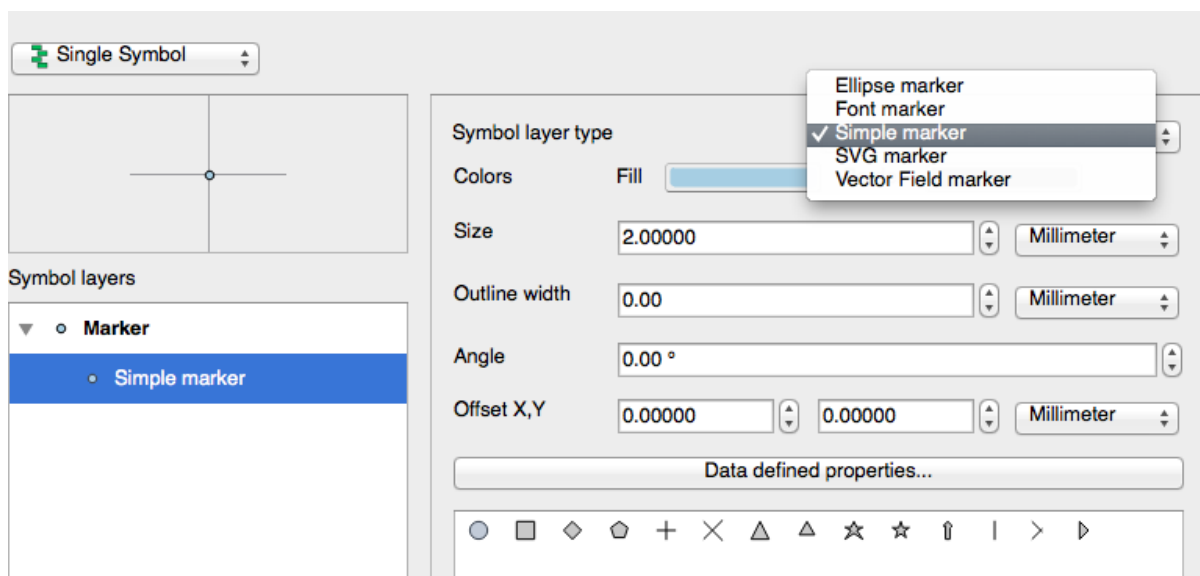 Single Symbol
Ellipse marker
Font marker
Symbol layer type
✓ Simple marker
SVG marker
Colors Fill
Vector Field marker
Size 2.00000 Millimeter
Symbol layers
Outline width 0.00 Millimeter
Marker
Angle 0.00 °
Simple marker
Offset X,Y 0.00000 0.00000 Millimeter
Data defined properties...